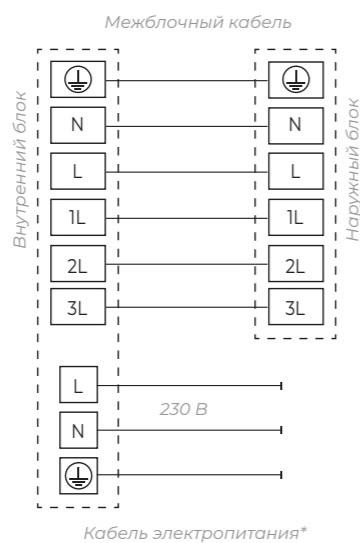 Межблочный кабель
Внутренний блок
Наружный блок
N N
L L
1L 1L
2L 2L
3L 3L
L
230 В
N
Кабель электропитания*